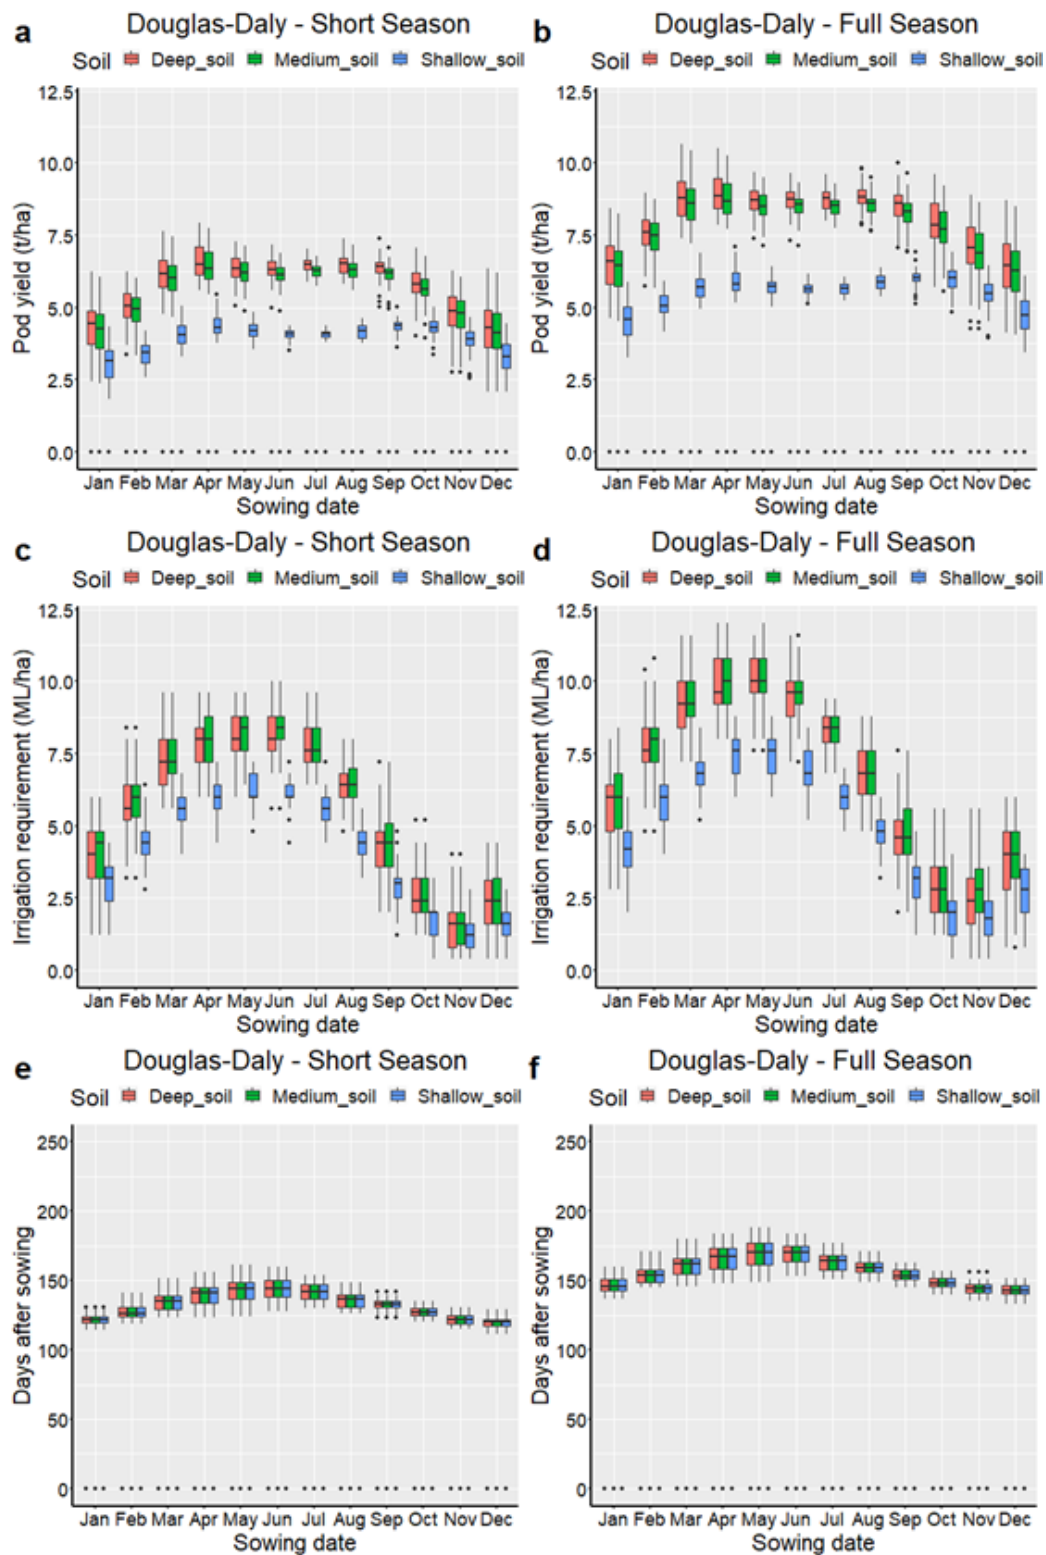 a Douglas-Daly - Short Season
Soil Deep_soil Medium_soil Shallow_soil
Pod yield (t/ha)
12.5
10.0
7.5
5.0
2.5
0.0
Jan Feb Mar Apr May Jun Jul Aug Sep Oct Nov Dec
Sowing date
b Douglas-Daly - Full Season
Soil Deep_soil Medium_soil Shallow_soil
Pod yield (t/ha)
12.5
10.0
7.5
5.0
2.5
0.0
Jan Feb Mar Apr May Jun Jul Aug Sep Oct Nov Dec
Sowing date
c Douglas-Daly - Short Season
Soil Deep_soil Medium_soil Shallow_soil
Irrigation requirement (ML/ha)
12.5
10.0
7.5
5.0
2.5
0.0
Jan Feb Mar Apr May Jun Jul Aug Sep Oct Nov Dec
Sowing date
d Douglas-Daly - Full Season
Soil Deep_soil Medium_soil Shallow_soil
Irrigation requirement (ML/ha)
12.5
10.0
7.5
5.0
2.5
0.0
Jan Feb Mar Apr May Jun Jul Aug Sep Oct Nov Dec
Sowing date
e Douglas-Daly - Short Season
Soil Deep_soil Medium_soil Shallow_soil
Days after sowing
250
200
150
100
50
0
Jan Feb Mar Apr May Jun Jul Aug Sep Oct Nov Dec
Sowing date
f Douglas-Daly - Full Season
Soil Deep_soil Medium_soil Shallow_soil
Days after sowing
250
200
150
100
50
0
Jan Feb Mar Apr May Jun Jul Aug Sep Oct Nov Dec
Sowing date